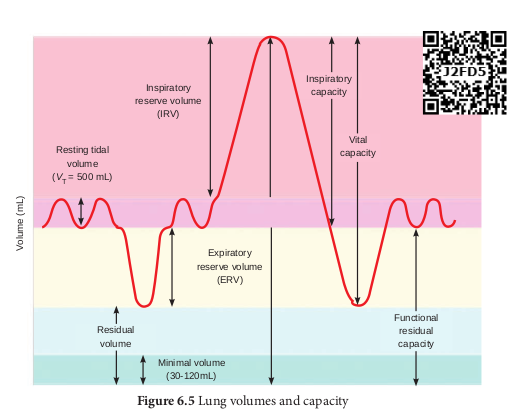 J2FD5
Inspiratory
reserve volume
(IRV)
Inspiratory
capacity
Vital
capacity
Resting tidal
volume
(VT = 500 mL)
Volume (mL)
Expiratory
reserve volume
(ERV)
Residual
volume
Functional
residual
capacity
Minimal volume
(30-120mL)
Figure 6.5 Lung volumes and capacity